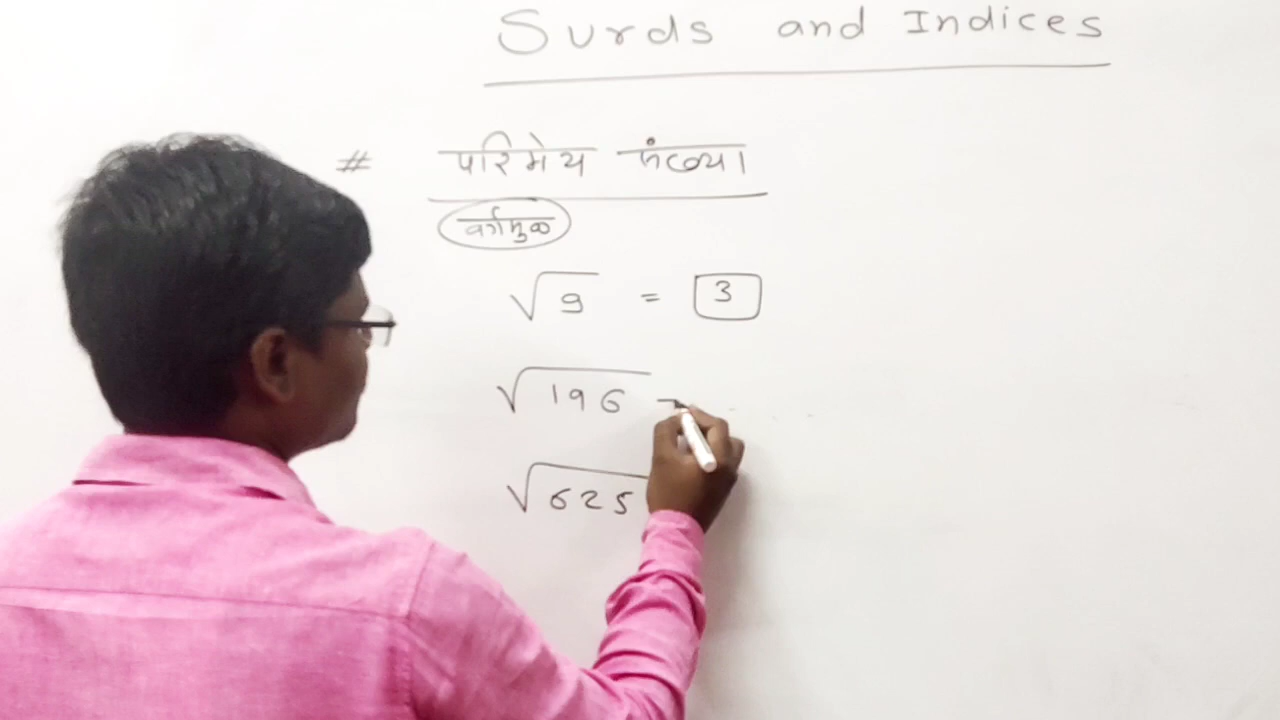 Surds and Indices
# परिमेय संख्या
वर्गमुळ
√9 = 3
√196 =
√625